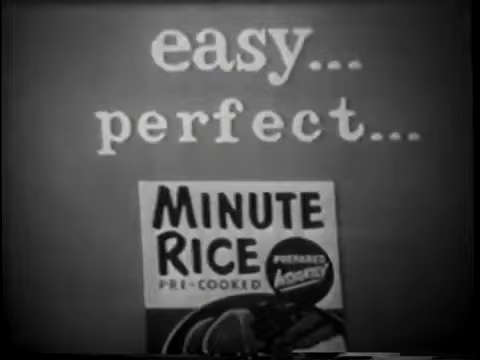 easy...
perfect...
MINUTE
RICE
PRE-COOKED
PREPARED